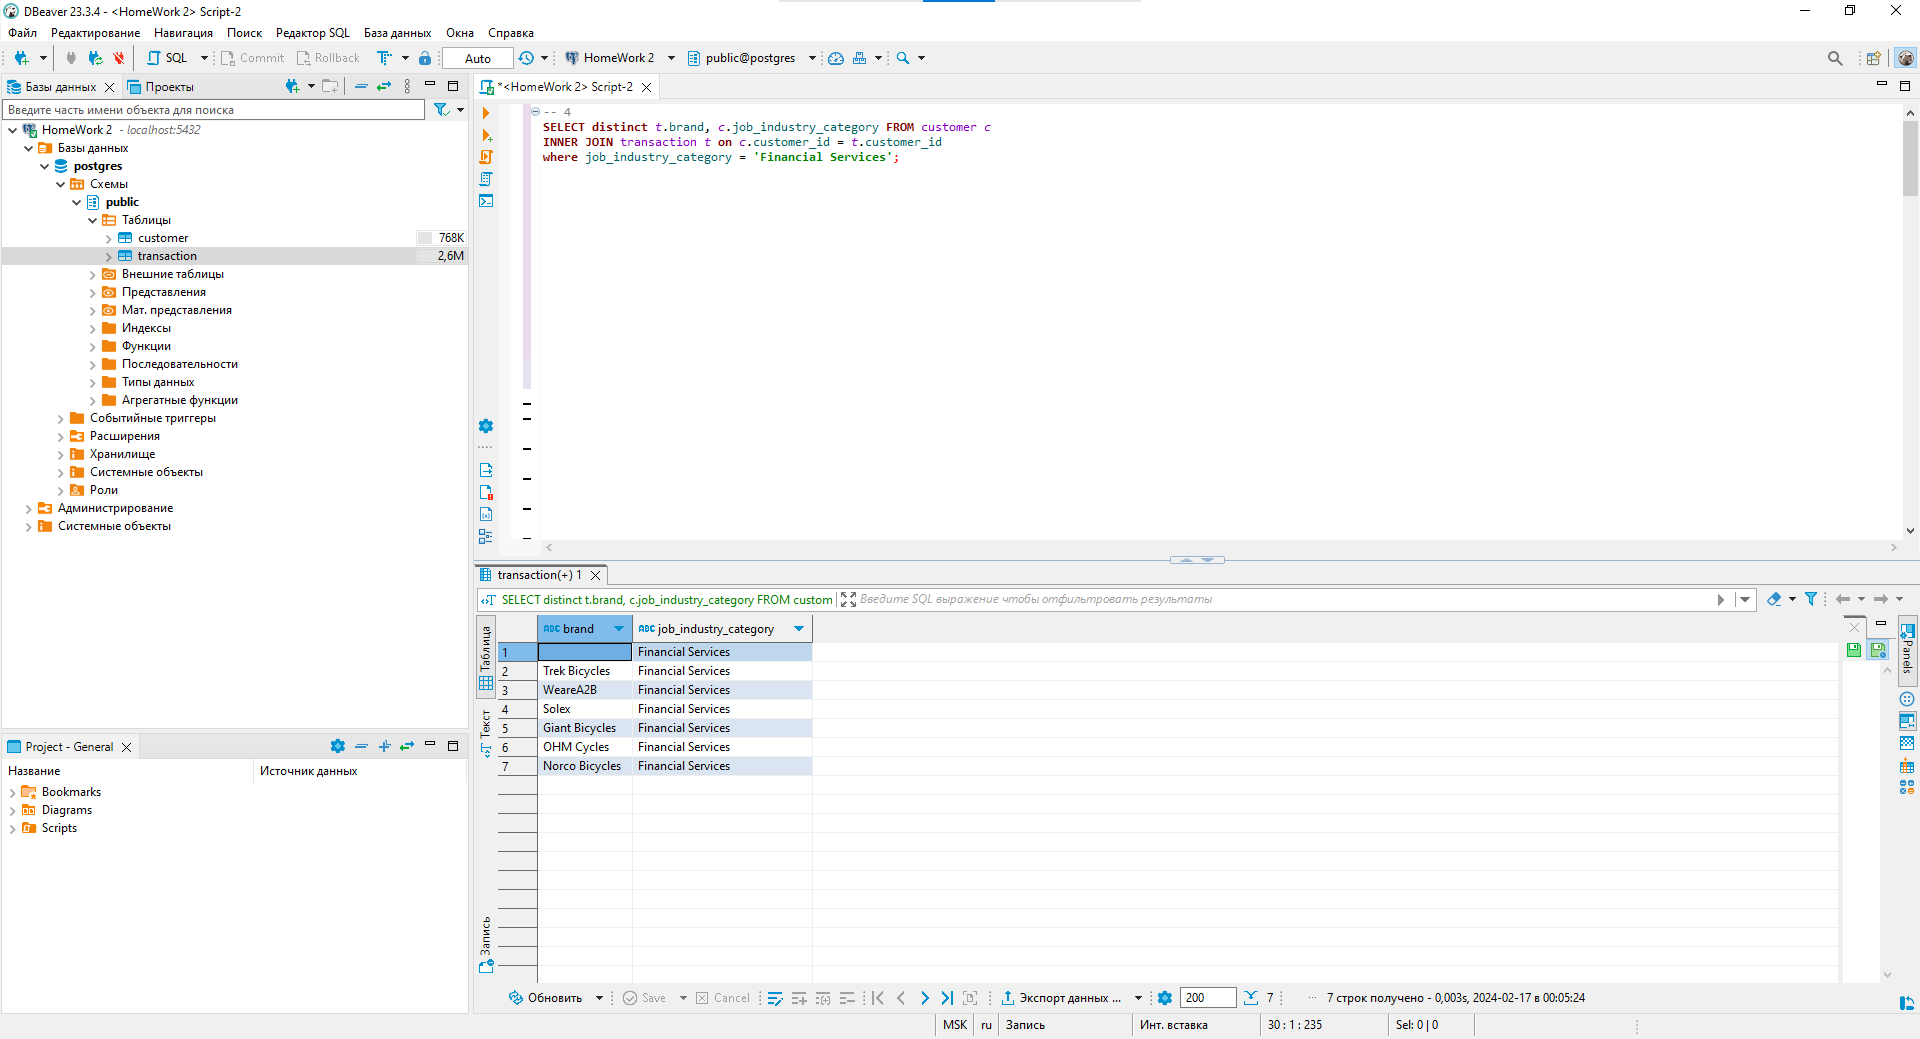 DBeaver 23.3.4 - <HomeWork 2> Script-2
Файл Редактирование Навигация Поиск Редактор SQL База данных Окна Справка
SQL Commit Rollback T Auto HomeWork 2 public@postgres
Базы данных Проекты
*<HomeWork 2> Script-2
Введите часть имени объекта для поиска
HomeWork 2 - localhost:5432
Базы данных
postgres
Схемы
public
Таблицы
customer 768K
transaction 2,6M
Внешние таблицы
Представления
Мат. представления
Индексы
Функции
Последовательности
Типы данных
Агрегатные функции
Событийные триггеры
Расширения
Хранилище
Системные объекты
Роли
Администрирование
Системные объекты
-- 4
SELECT distinct t.brand, c.job_industry_category FROM customer c
INNER JOIN transaction t on c.customer_id = t.customer_id
where job_industry_category = 'Financial Services';
transaction(+) 1
SELECT distinct t.brand, c.job_industry_category FROM custom Введите SQL выражение чтобы отфильтровать результаты
Таблица
Текст
Запись
ABC brand ABC job_industry_category
1 Financial Services
2 Trek Bicycles Financial Services
3 WeareA2B Financial Services
4 Solex Financial Services
5 Giant Bicycles Financial Services
6 OHM Cycles Financial Services
7 Norco Bicycles Financial Services
Panels
Project - General
Название Источник данных
Bookmarks
Diagrams
Scripts
Обновить Save Cancel Экспорт данных ... 200 7 ... 7 строк получено - 0,003s, 2024-02-17 в 00:05:24
MSK ru Запись Инт. вставка 30 : 1 : 235 Sel: 0 | 0